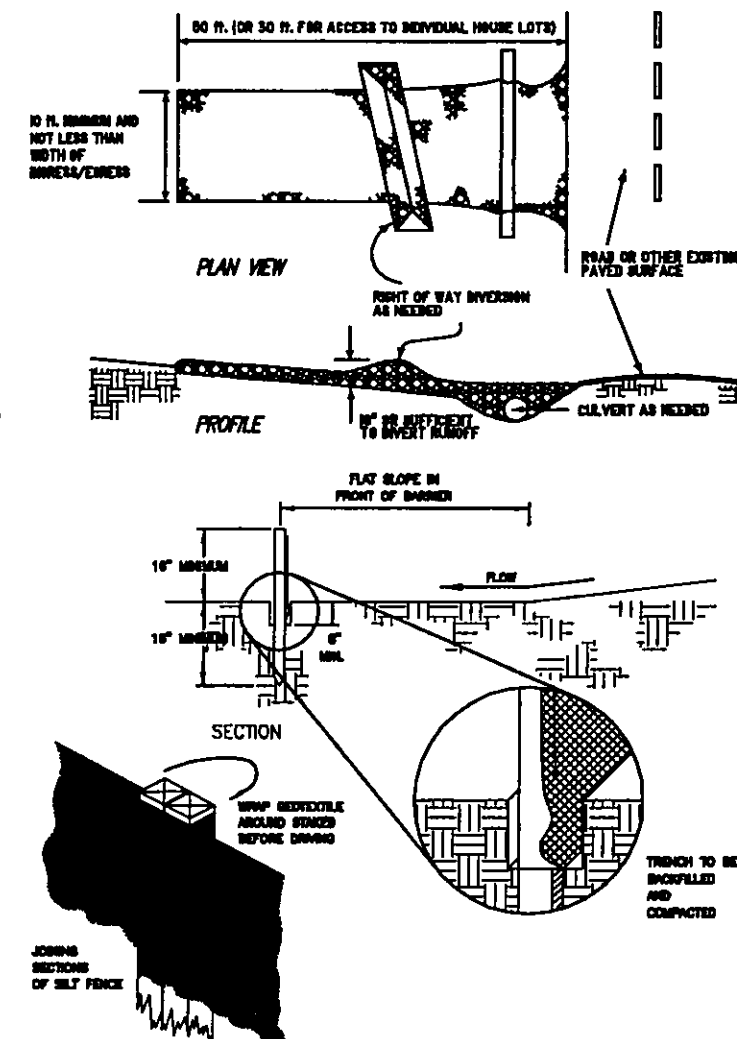 50 ft. (OR 30 ft. FOR ACCESS TO INDIVIDUAL HOUSE LOTS)
10 ft. MINIMUM AND
NOT LESS THAN
WIDTH OF
INGRESS/EGRESS
PLAN VIEW
RIGHT OF WAY DIVERSION
AS NEEDED
ROAD OR OTHER EXISTING
PAVED SURFACE
PROFILE
OR SUFFICIENT
TO DIVERT RUNOFF
CULVERT AS NEEDED
FLAT SLOPE IN
FRONT OF BARRIER
16" MINIMUM
FLOW
16" MINIMUM
6"
MIN.
SECTION
WRAP GEOTEXTILE
AROUND STAKES
BEFORE DRIVING
TRENCH TO BE
BACKFILLED
AND
COMPACTED
JOINING
SECTIONS
OF SILT FENCE